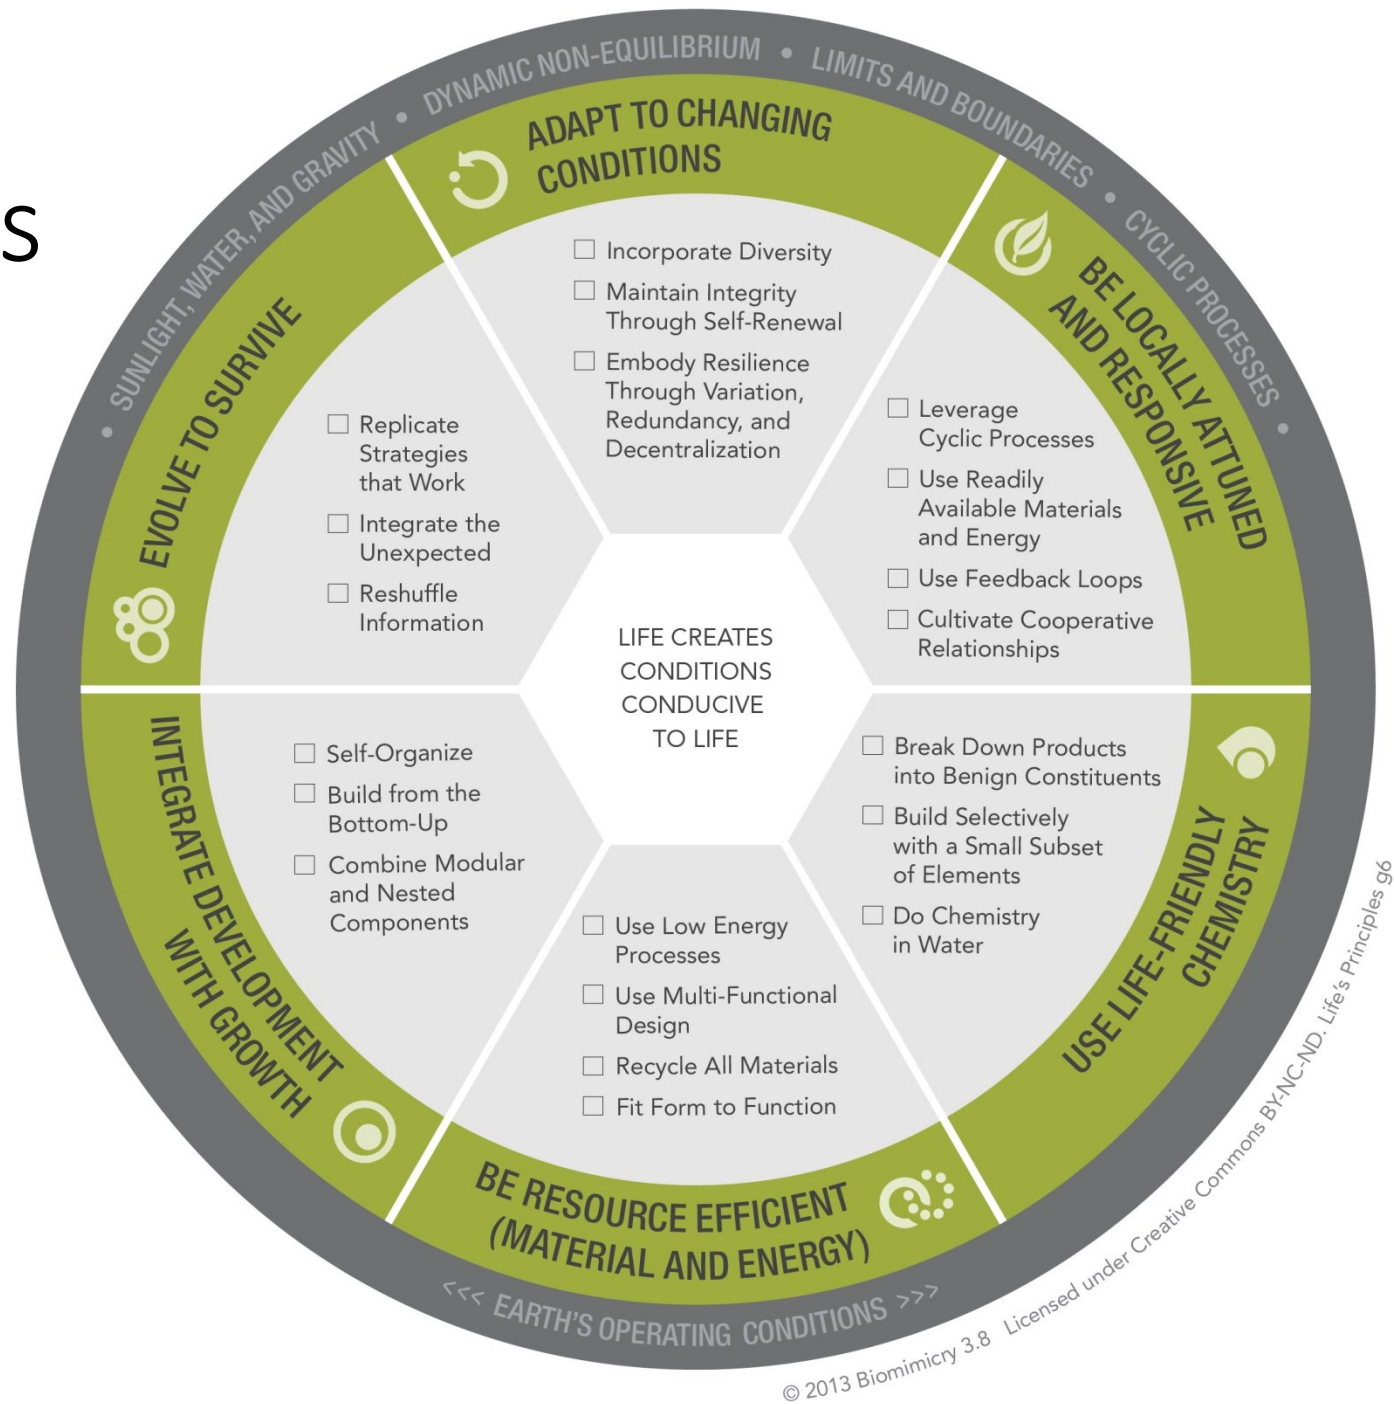 S
• SUNLIGHT, WATER, AND GRAVITY • DYNAMIC NON-EQUILIBRIUM • LIMITS AND BOUNDARIES • CYCLIC PROCESSES •
ADAPT TO CHANGING
CONDITIONS
☐ Incorporate Diversity
☐ Maintain Integrity
Through Self-Renewal
☐ Embody Resilience
Through Variation,
Redundancy, and
Decentralization
BE LOCALLY ATTUNED
AND RESPONSIVE
☐ Leverage
Cyclic Processes
☐ Use Readily
Available Materials
and Energy
☐ Use Feedback Loops
☐ Cultivate Cooperative
Relationships
USE LIFE-FRIENDLY
CHEMISTRY
☐ Break Down Products
into Benign Constituents
☐ Build Selectively
with a Small Subset
of Elements
☐ Do Chemistry
in Water
BE RESOURCE EFFICIENT
(MATERIAL AND ENERGY)
☐ Use Low Energy
Processes
☐ Use Multi-Functional
Design
☐ Recycle All Materials
☐ Fit Form to Function
INTEGRATE DEVELOPMENT
WITH GROWTH
☐ Self-Organize
☐ Build from the
Bottom-Up
☐ Combine Modular
and Nested
Components
EVOLVE TO SURVIVE
☐ Replicate
Strategies
that Work
☐ Integrate the
Unexpected
☐ Reshuffle
Information
LIFE CREATES
CONDITIONS
CONDUCIVE
TO LIFE
<<< EARTH'S OPERATING CONDITIONS >>>
© 2013 Biomimicry 3.8 Licensed under Creative Commons BY-NC-ND. Life's Principles g6